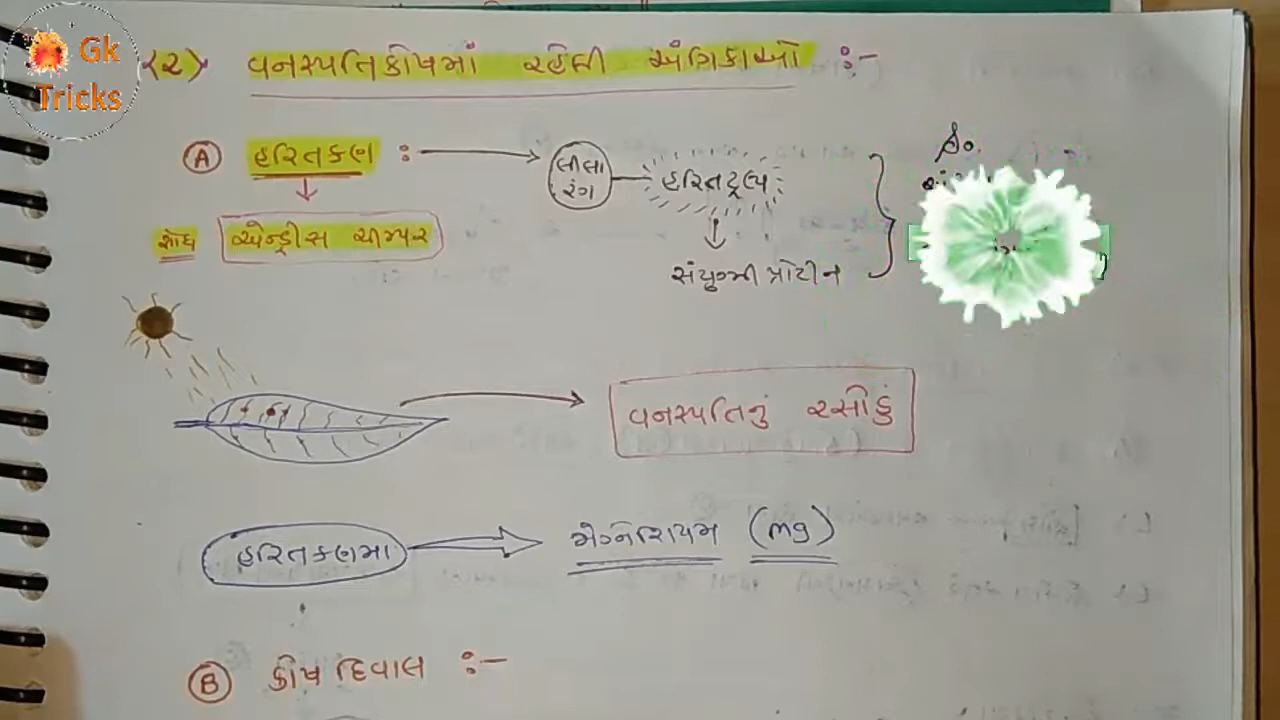 Gk
Tricks
(૨) વનસ્પતિકોષમાં રહેલી અંગિકાઓ :-
A હરિતકણ :
લીલા
રંગ
હરિતદ્રવ્ય
So.
શોધ એન્ડ્રીસ ચામ્પર
સંયુગ્મી પ્રોટીન
વનસ્પતિનું રસોડું
હરિતકણમા મેગ્નેશિયમ (mg)
B કોષ દિવાલ :-